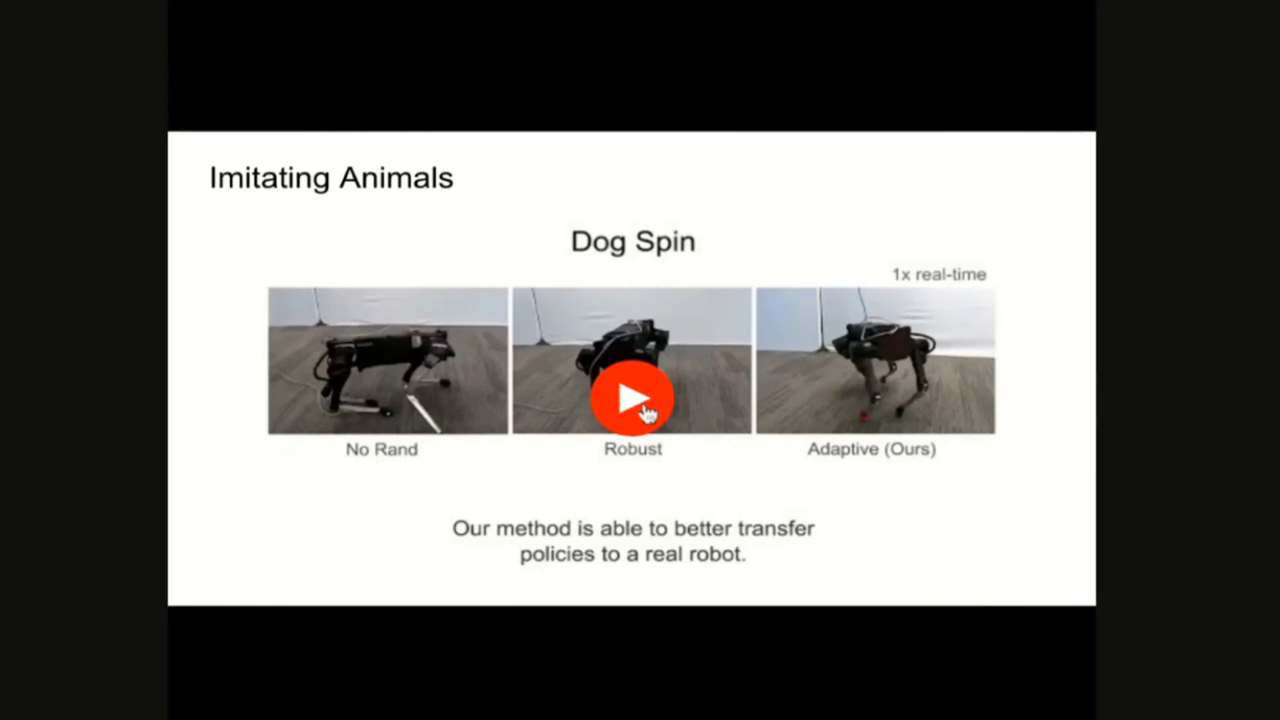 Imitating Animals
Dog Spin
1x real-time
No Rand
Robust
Adaptive (Ours)
Our method is able to better transfer
policies to a real robot.